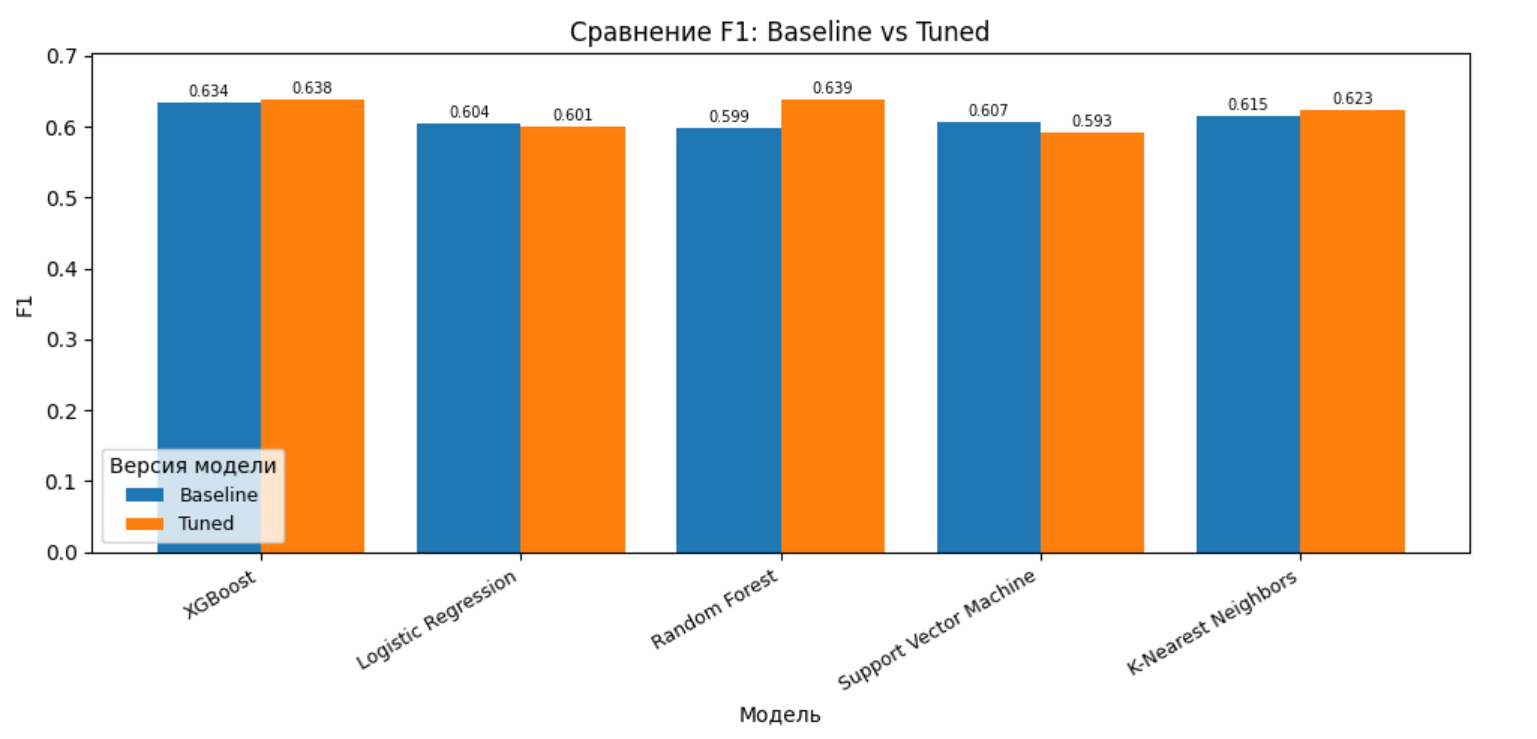 Сравнение F1: Baseline vs Tuned
0.7
0.6
0.5
0.4
0.3
0.2
0.1
0.0
F1
0.634
0.638
0.604
0.601
0.599
0.639
0.607
0.593
0.615
0.623
Версия модели
Baseline
Tuned
XGBoost
Logistic Regression
Random Forest
Support Vector Machine
K-Nearest Neighbors
Модель